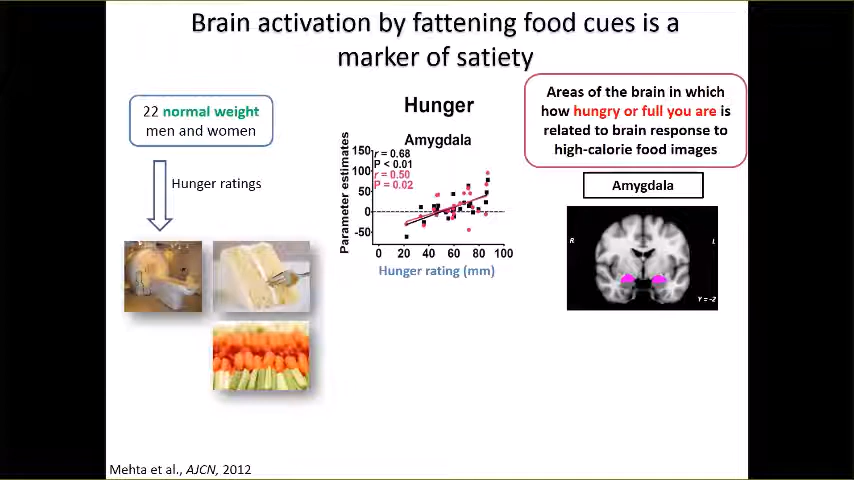 Brain activation by fattening food cues is a
marker of satiety
22 normal weight
men and women
Hunger ratings
Hunger
Amygdala
Parameter estimates
150
100
50
0
-50
r = 0.68
P < 0.01
r = 0.50
P = 0.02
0 20 40 60 80 100
Hunger rating (mm)
Areas of the brain in which
how hungry or full you are is
related to brain response to
high-calorie food images
Amygdala
R
L
Y = -2
Mehta et al., AJCN, 2012